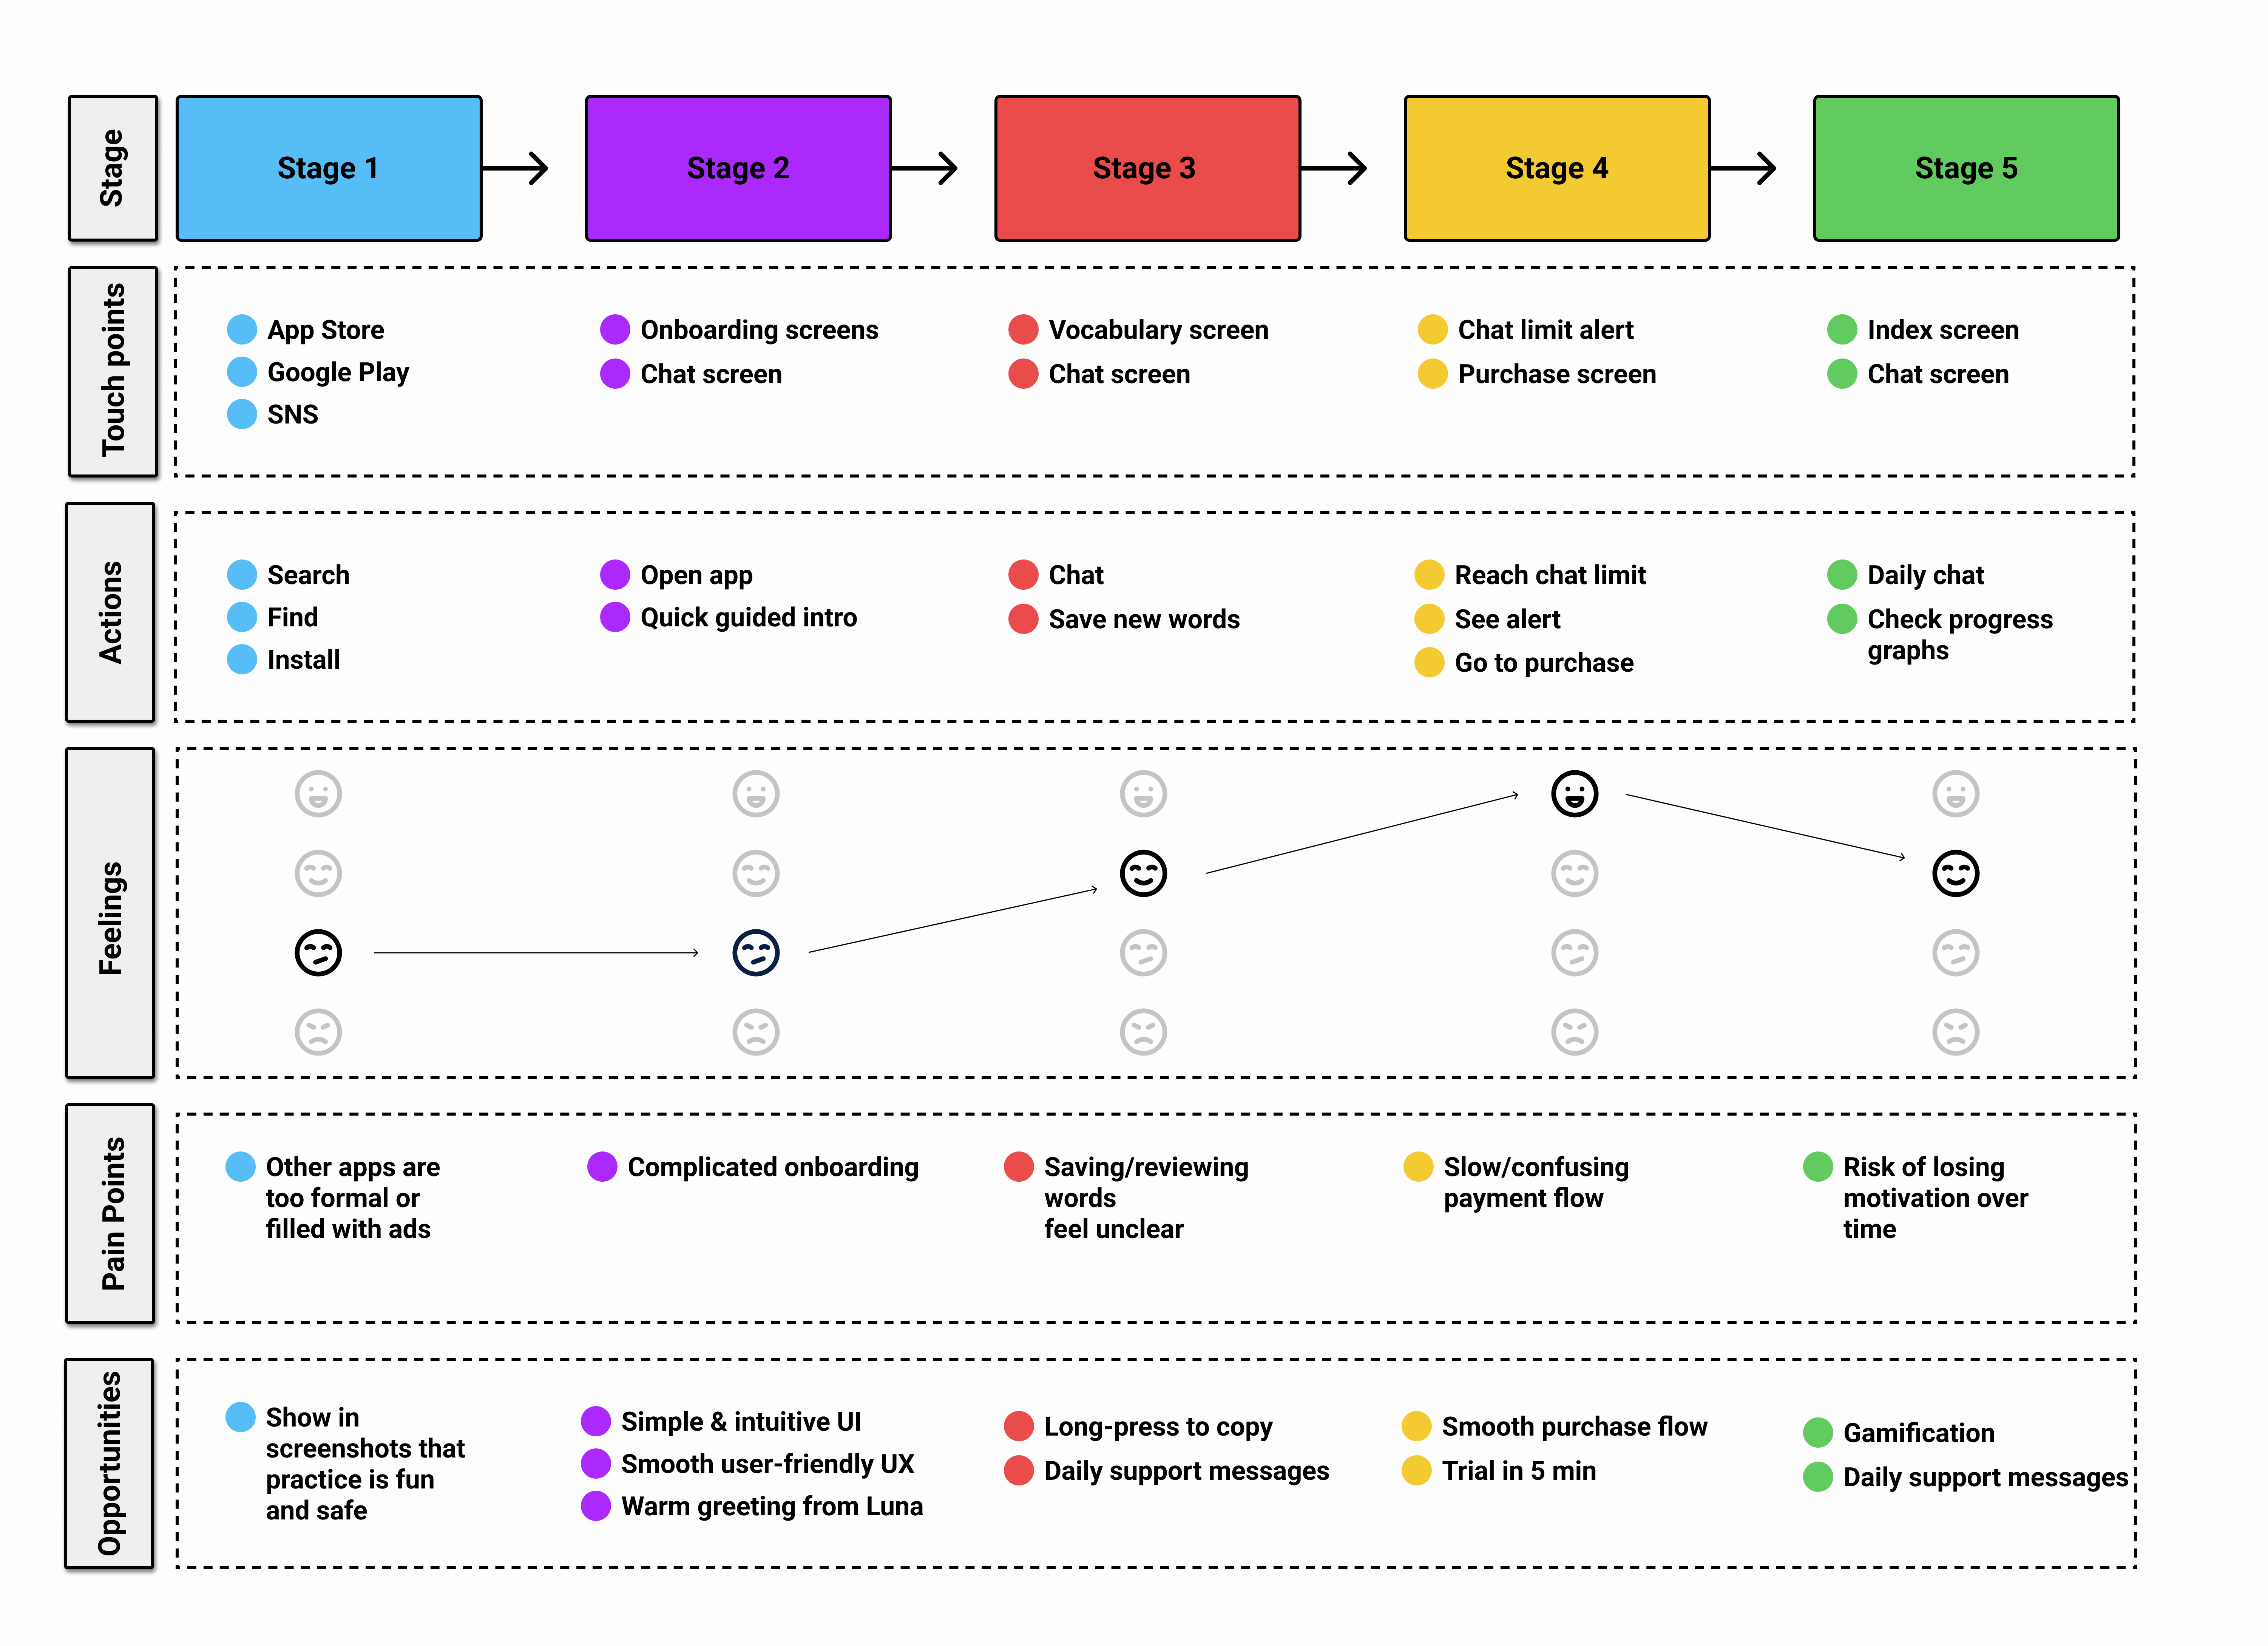 Stage
Stage 1
Stage 2
Stage 3
Stage 4
Stage 5
Touch points
App Store
Google Play
SNS
Onboarding screens
Chat screen
Vocabulary screen
Chat screen
Chat limit alert
Purchase screen
Index screen
Chat screen
Actions
Search
Find
Install
Open app
Quick guided intro
Chat
Save new words
Reach chat limit
See alert
Go to purchase
Daily chat
Check progress
graphs
Feelings
Pain Points
Other apps are
too formal or
filled with ads
Complicated onboarding
Saving/reviewing
words
feel unclear
Slow/confusing
payment flow
Risk of losing
motivation over
time
Opportunities
Show in
screenshots that
practice is fun
and safe
Simple & intuitive UI
Smooth user-friendly UX
Warm greeting from Luna
Long-press to copy
Daily support messages
Smooth purchase flow
Trial in 5 min
Gamification
Daily support messages